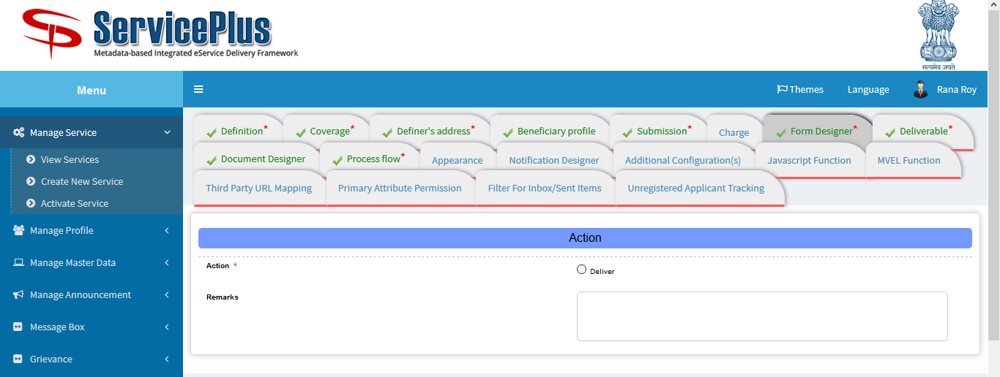 ServicePlus
Metadata-based Integrated eService Delivery Framework
सत्यमेव जयते
Menu
Themes
Language
Rana Roy
Manage Service
View Services
Create New Service
Activate Service
Manage Profile
Manage Master Data
Manage Announcement
Message Box
Grievance
Definition*
Coverage*
Definer's address*
Beneficiary profile
Submission*
Charge
Form Designer*
Deliverable*
Document Designer
Process flow*
Appearance
Notification Designer
Additional Configuration(s)
Javascript Function
MVEL Function
Third Party URL Mapping
Primary Attribute Permission
Filter For Inbox/Sent Items
Unregistered Applicant Tracking
Action
Action *
Deliver
Remarks